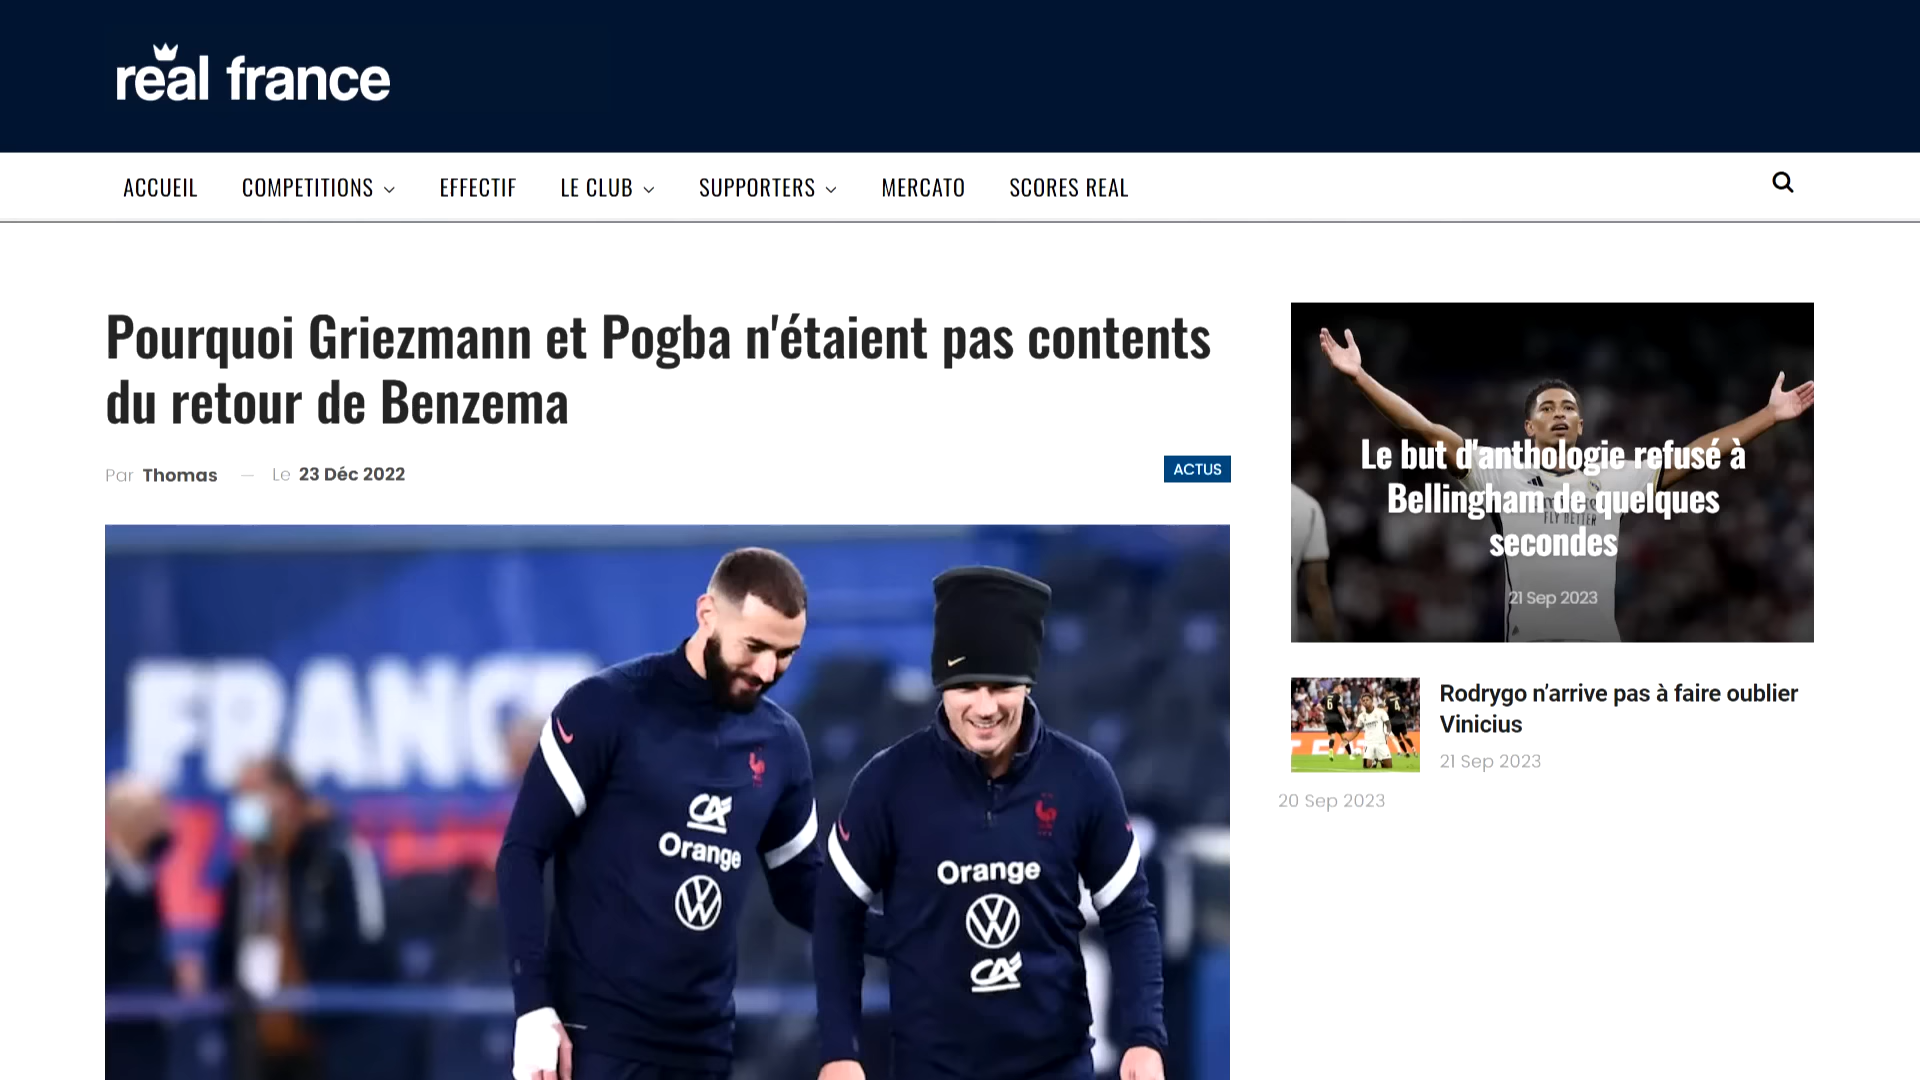 real france
ACCUEIL
COMPETITIONS
EFFECTIF
LE CLUB
SUPPORTERS
MERCATO
SCORES REAL
Pourquoi Griezmann et Pogba n'étaient pas contents
du retour de Benzema
Par Thomas — Le 23 Déc 2022
ACTUS
FRANCE
Orange
Orange
Le but d'anthologie refusé à
Bellingham de quelques
secondes
FLY BETTER
21 Sep 2023
Rodrygo n’arrive pas à faire oublier
Vinicius
21 Sep 2023
20 Sep 2023